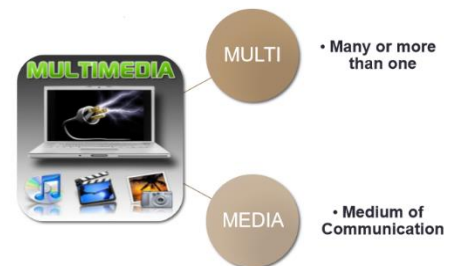 MULTIMEDIA
MULTI
• Many or more
than one
MEDIA
• Medium of
Communication